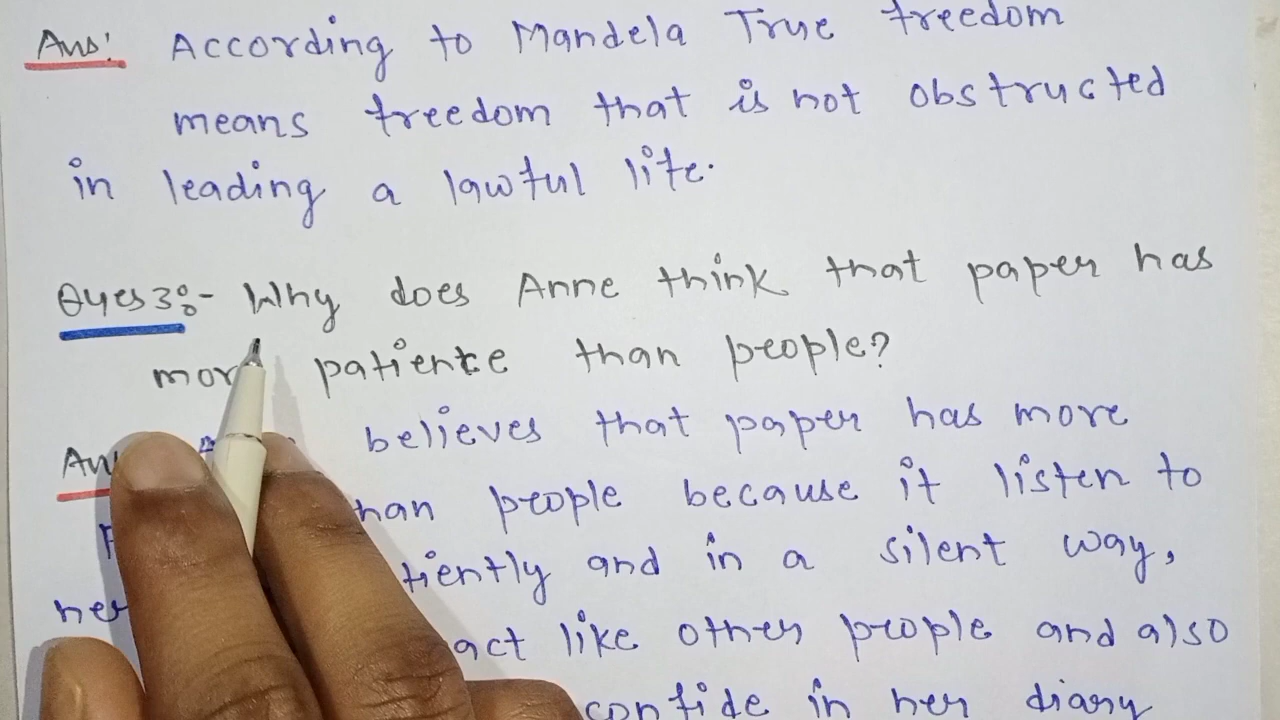 Ans: According to Mandela True freedom
means freedom that is not obstructed
in leading a lawful life.
Ques3:- Why does Anne think that paper has
more patience than people?
believes that paper has more
people because it listen to
and in a silent way,
her
act like other people and also
confide in her diary